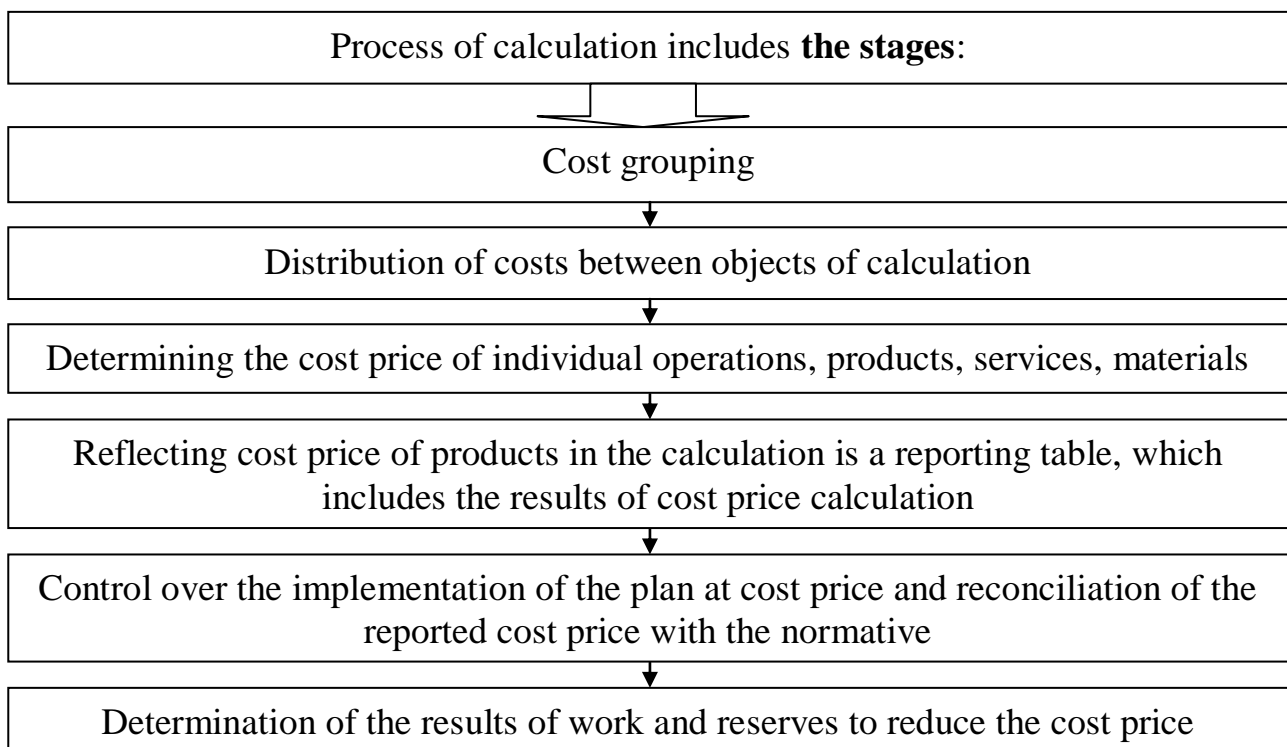 Process of calculation includes the stages:
Cost grouping
Distribution of costs between objects of calculation
Determining the cost price of individual operations, products, services, materials
Reflecting cost price of products in the calculation is a reporting table, which
includes the results of cost price calculation
Control over the implementation of the plan at cost price and reconciliation of the
reported cost price with the normative
Determination of the results of work and reserves to reduce the cost price